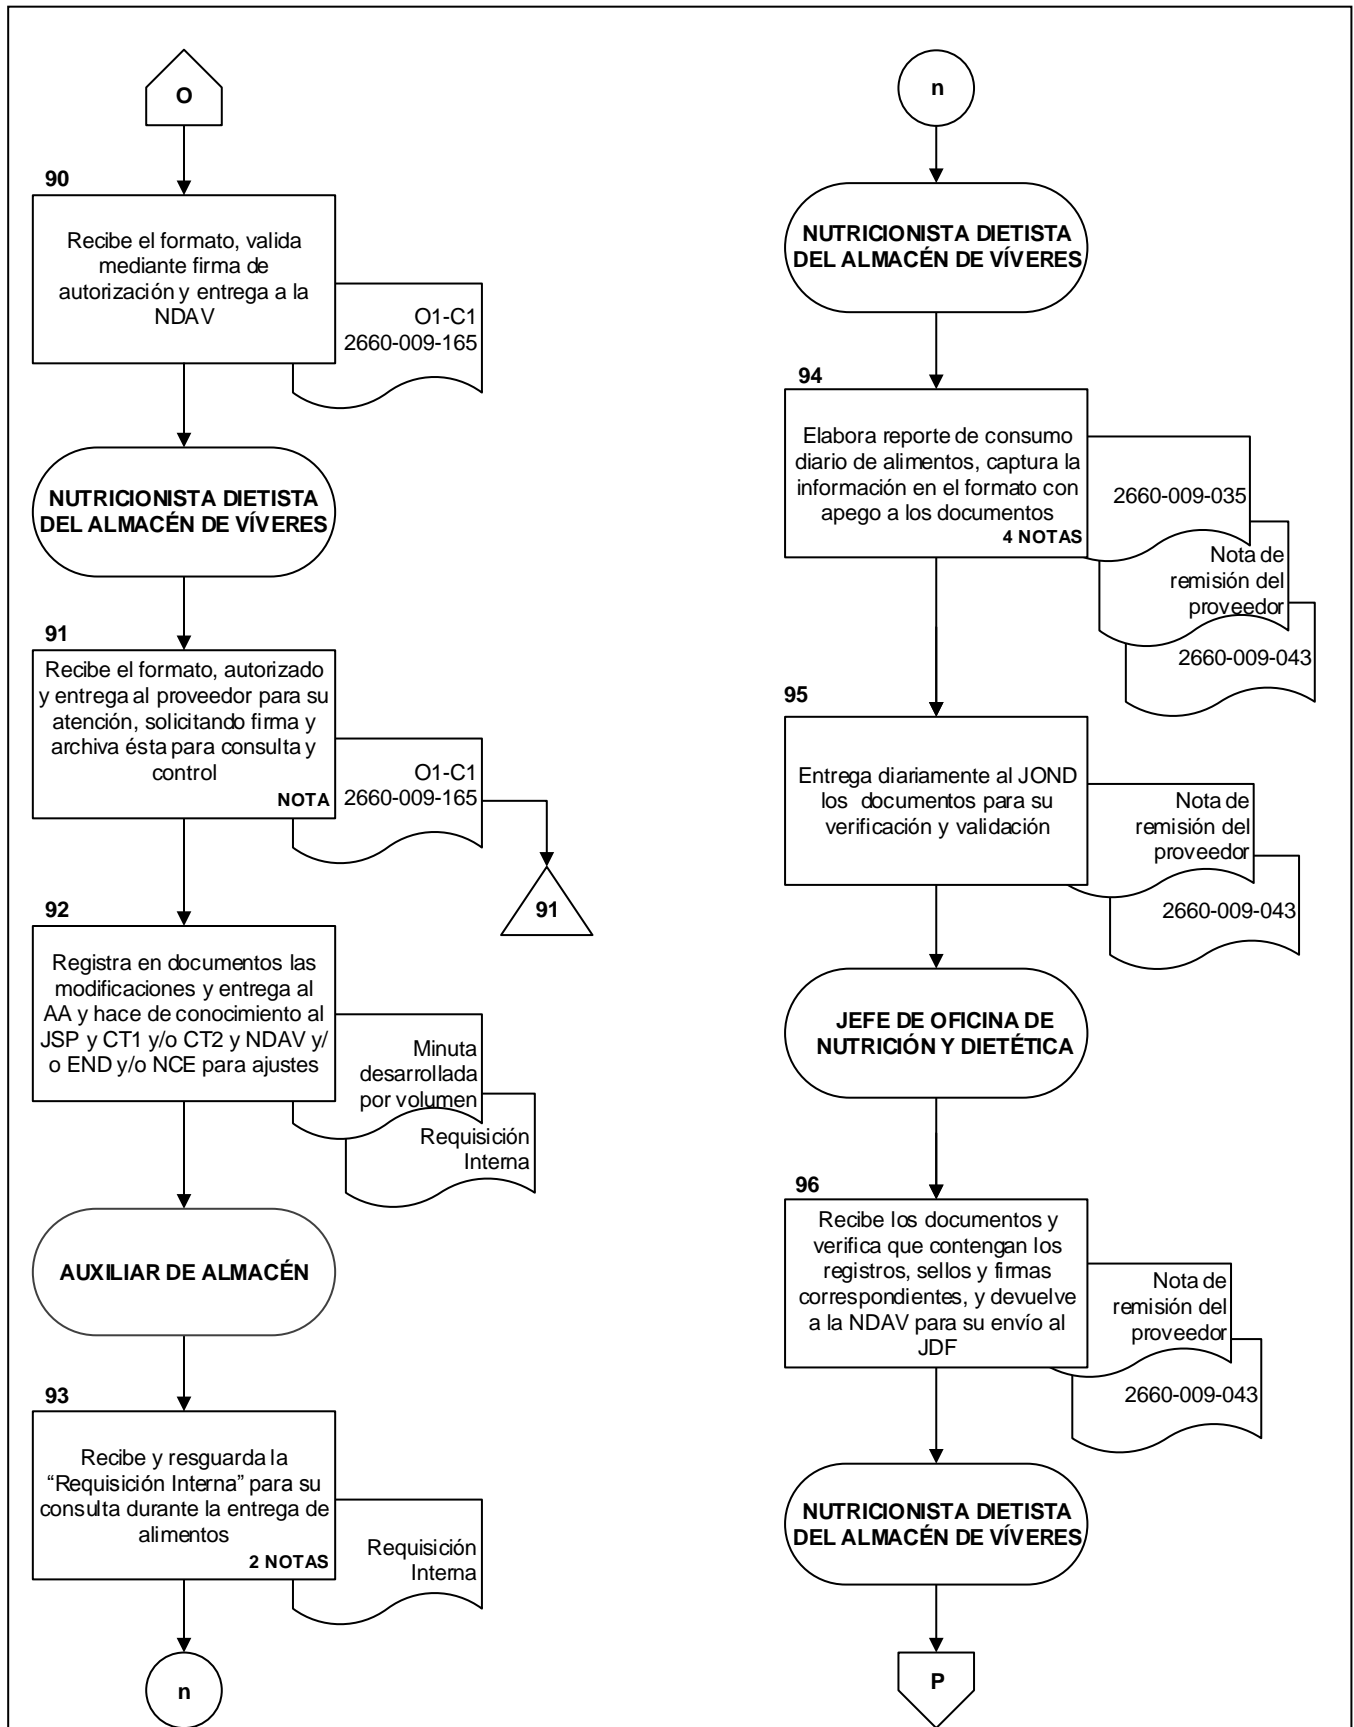 O
90
Recibe el formato, valida
mediante firma de
autorización y entrega a la
NDAV
O1-C1
2660-009-165
NUTRICIONISTA DIETISTA
DEL ALMACÉN DE VÍVERES
91
Recibe el formato, autorizado
y entrega al proveedor para su
atención, solicitando firma y
archiva ésta para consulta y
control
NOTA
O1-C1
2660-009-165
91
92
Registra en documentos las
modificaciones y entrega al
AA y hace de conocimiento al
JSP y CT1 y/o CT2 y NDAV y/
o END y/o NCE para ajustes
Minuta
desarrollada
por volumen
Requisición
Interna
AUXILIAR DE ALMACÉN
93
Recibe y resguarda la
“Requisición Interna” para su
consulta durante la entrega de
alimentos
2 NOTAS
Requisición
Interna
n
n
NUTRICIONISTA DIETISTA
DEL ALMACÉN DE VÍVERES
94
Elabora reporte de consumo
diario de alimentos, captura la
información en el formato con
apego a los documentos
4 NOTAS
2660-009-035
Nota de
remisión del
proveedor
2660-009-043
95
Entrega diariamente al JOND
los documentos para su
verificación y validación
Nota de
remisión del
proveedor
2660-009-043
JEFE DE OFICINA DE
NUTRICIÓN Y DIETÉTICA
96
Recibe los documentos y
verifica que contengan los
registros, sellos y firmas
correspondientes, y devuelve
a la NDAV para su envío al
JDF
Nota de
remisión del
proveedor
2660-009-043
NUTRICIONISTA DIETISTA
DEL ALMACÉN DE VÍVERES
P